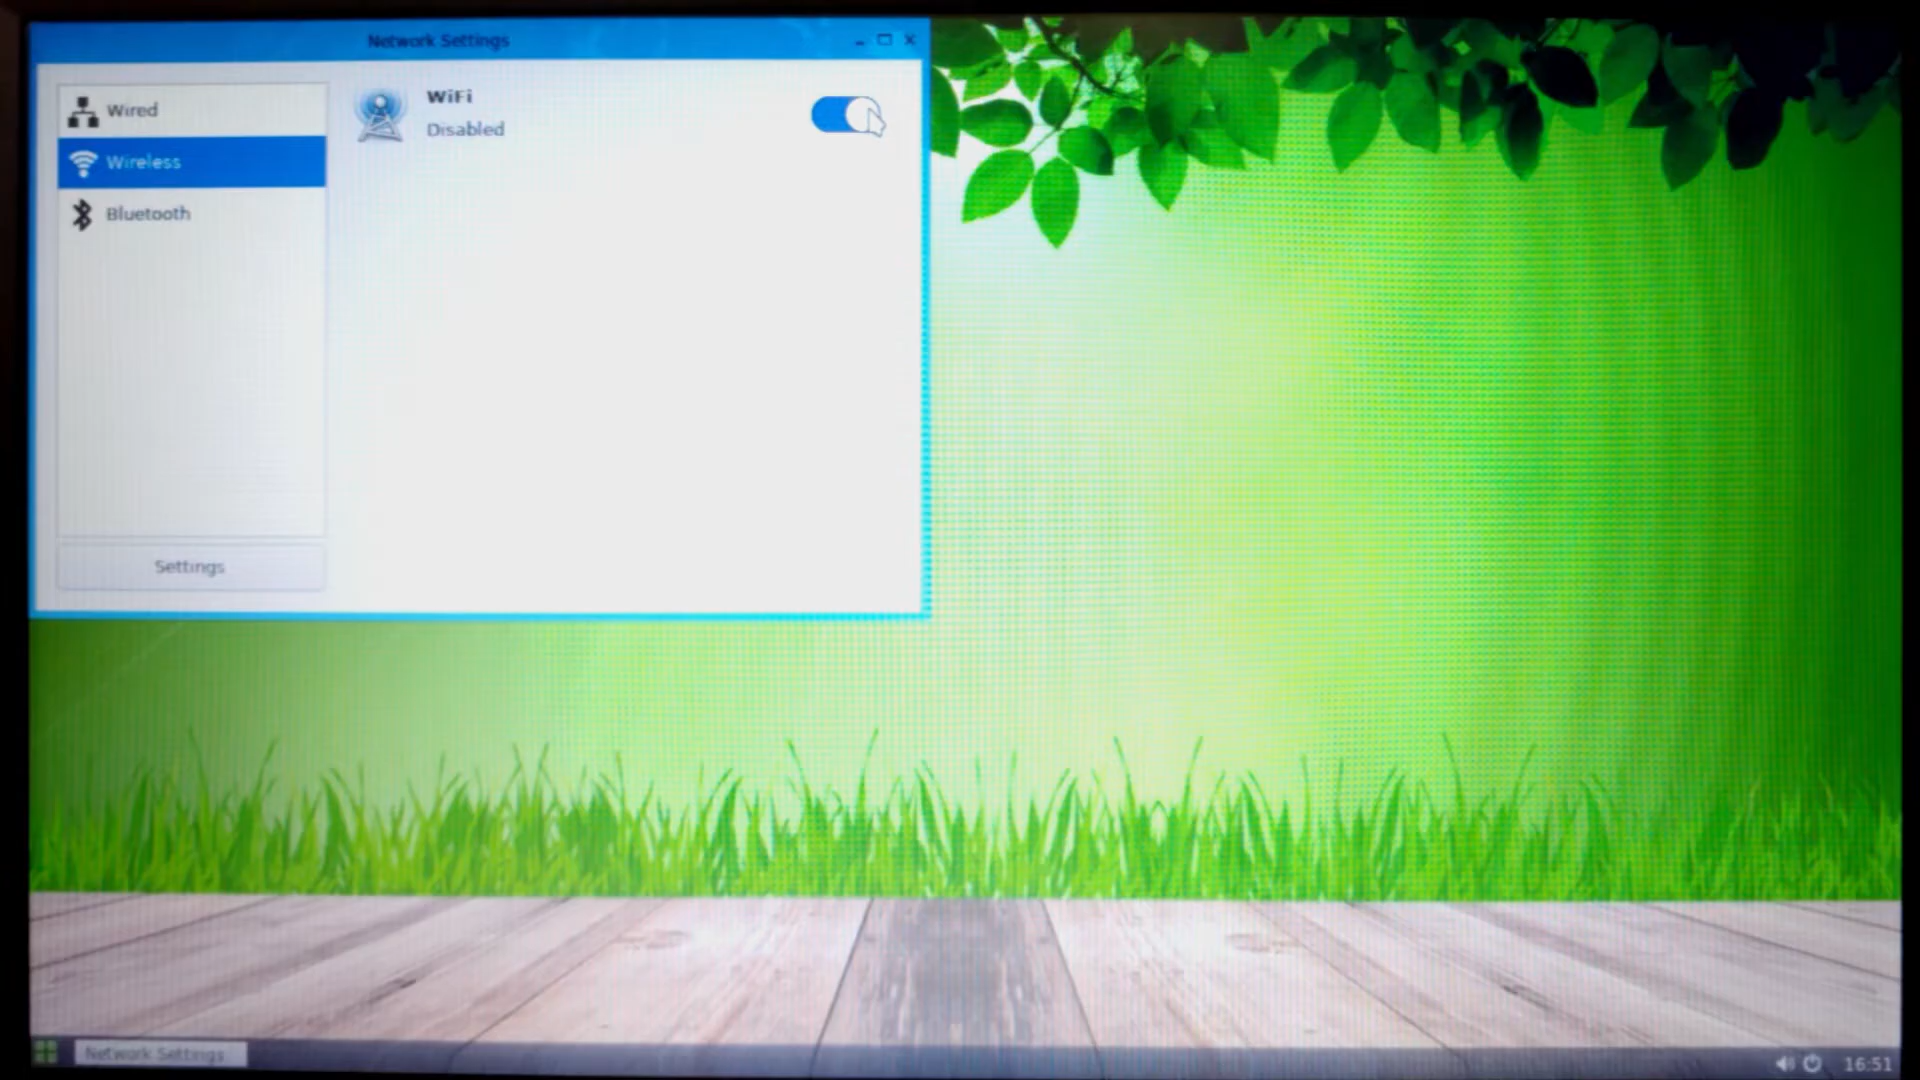 Network Settings
Wired
WiFi
Disabled
Wireless
Bluetooth
Settings
Network Settings
16:51